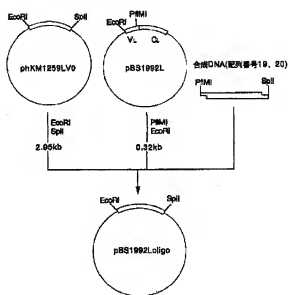 EcoRI
SplI
phKM1259LV0
EcoRI
PflMI
VL CL
pBS1992L
合成DNA(配列番号19、20)
PflMI
SplI
EcoRI
SplI
2.95kb
PflMI
EcoRI
0.32kb
EcoRI
SplI
pBS1992Loligo